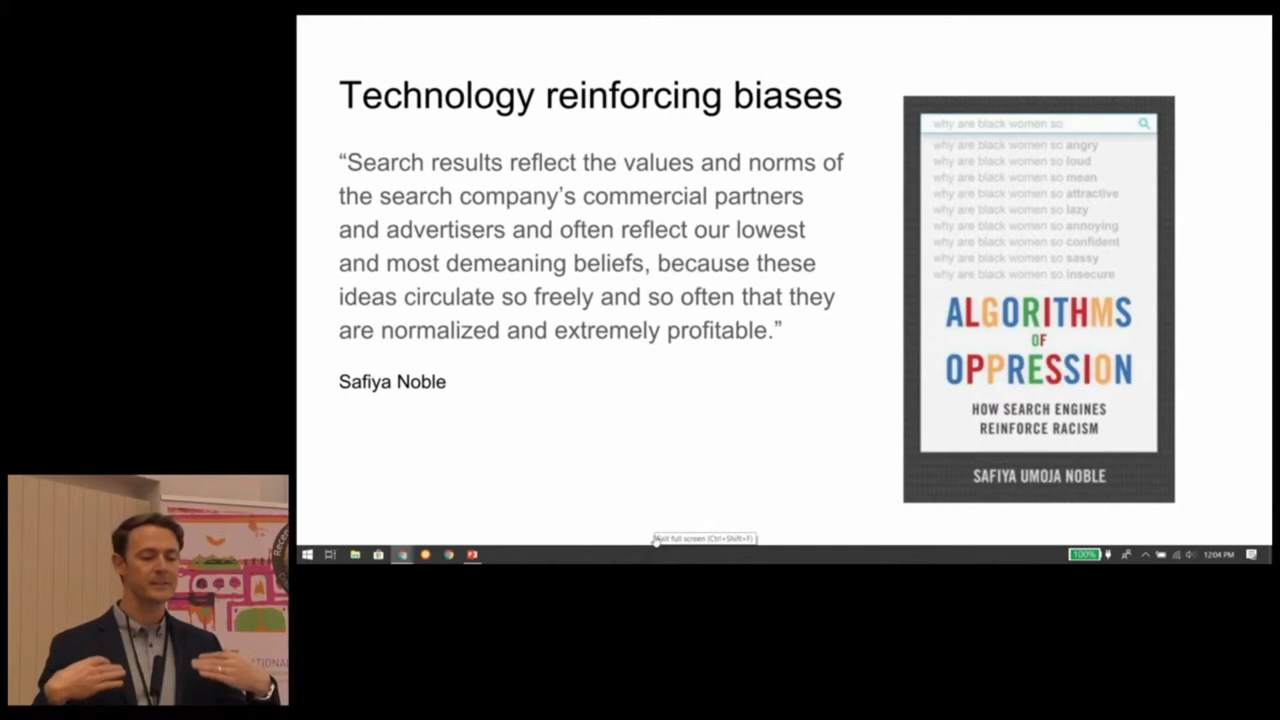 Technology reinforcing biases
“Search results reflect the values and norms of
the search company’s commercial partners
and advertisers and often reflect our lowest
and most demeaning beliefs, because these
ideas circulate so freely and so often that they
are normalized and extremely profitable.”
Safiya Noble
why are black women so
why are black women so angry
why are black women so loud
why are black women so mean
why are black women so attractive
why are black women so lazy
why are black women so annoying
why are black women so confident
why are black women so sassy
why are black women so insecure
ALGORITHMS
OF
OPPRESSION
HOW SEARCH ENGINES
REINFORCE RACISM
SAFIYA UMOJA NOBLE
Exit full screen (Ctrl+Shift+F)
100%
12:04 PM